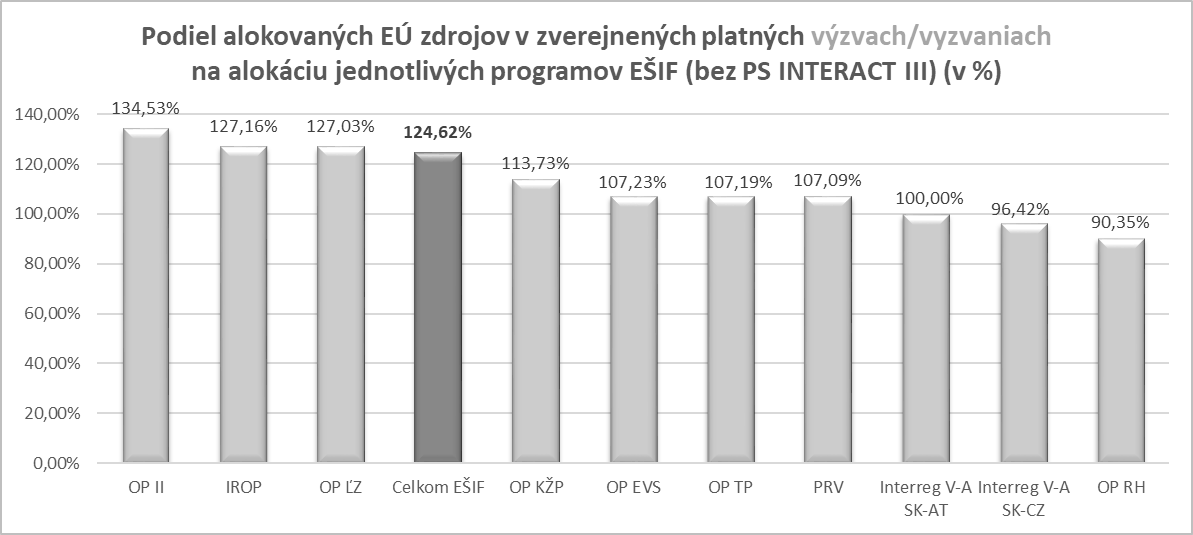 Podiel alokovaných EÚ zdrojov v zverejnených platných výzvach/vyzvaniach
na alokáciu jednotlivých programov EŠIF (bez PS INTERACT III) (v %)
140,00%
120,00%
100,00%
80,00%
60,00%
40,00%
20,00%
0,00%
134,53%
127,16%
127,03%
124,62%
113,73%
107,23%
107,19%
107,09%
100,00%
96,42%
90,35%
OP II
IROP
OP ĽZ
Celkom EŠIF
OP KŽP
OP EVS
OP TP
PRV
Interreg V-A
SK-AT
Interreg V-A
SK-CZ
OP RH